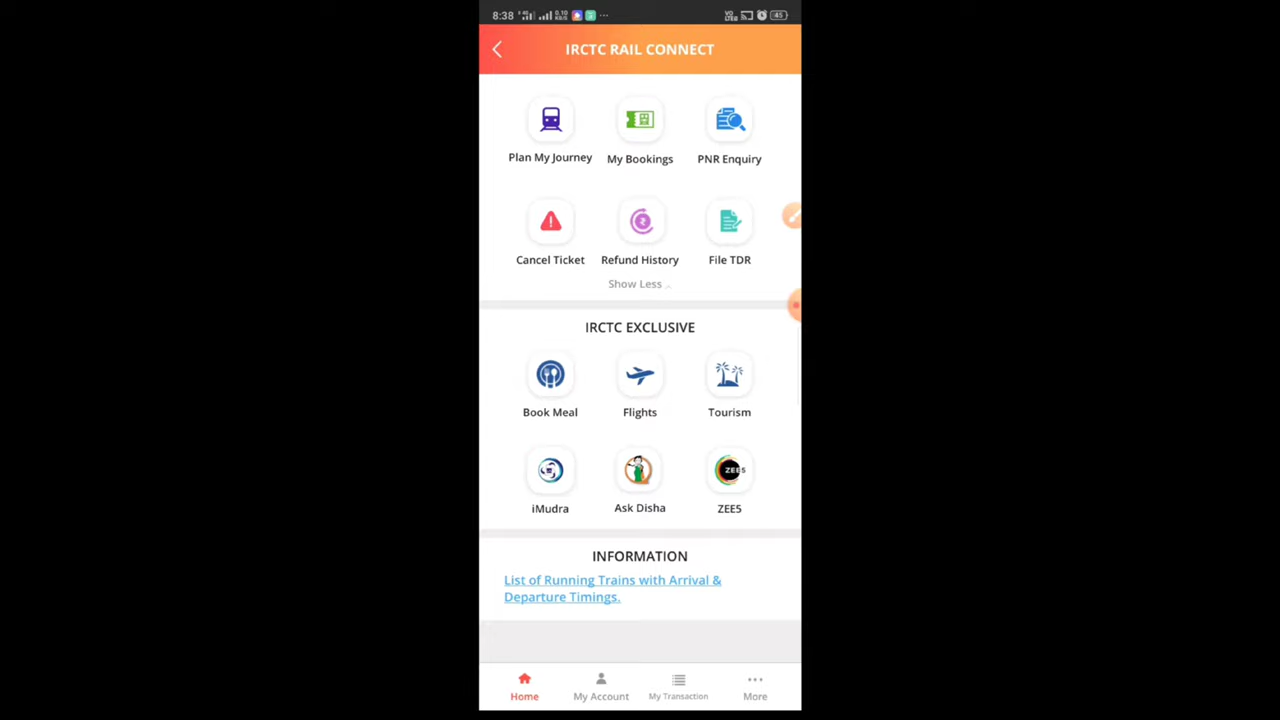 8:38
45
IRCTC RAIL CONNECT
Plan My Journey
My Bookings
PNR Enquiry
Cancel Ticket
Refund History
File TDR
Show Less
IRCTC EXCLUSIVE
Book Meal
Flights
Tourism
ZEE5
iMudra
Ask Disha
ZEE5
INFORMATION
List of Running Trains with Arrival &
Departure Timings.
Home
My Account
My Transaction
More